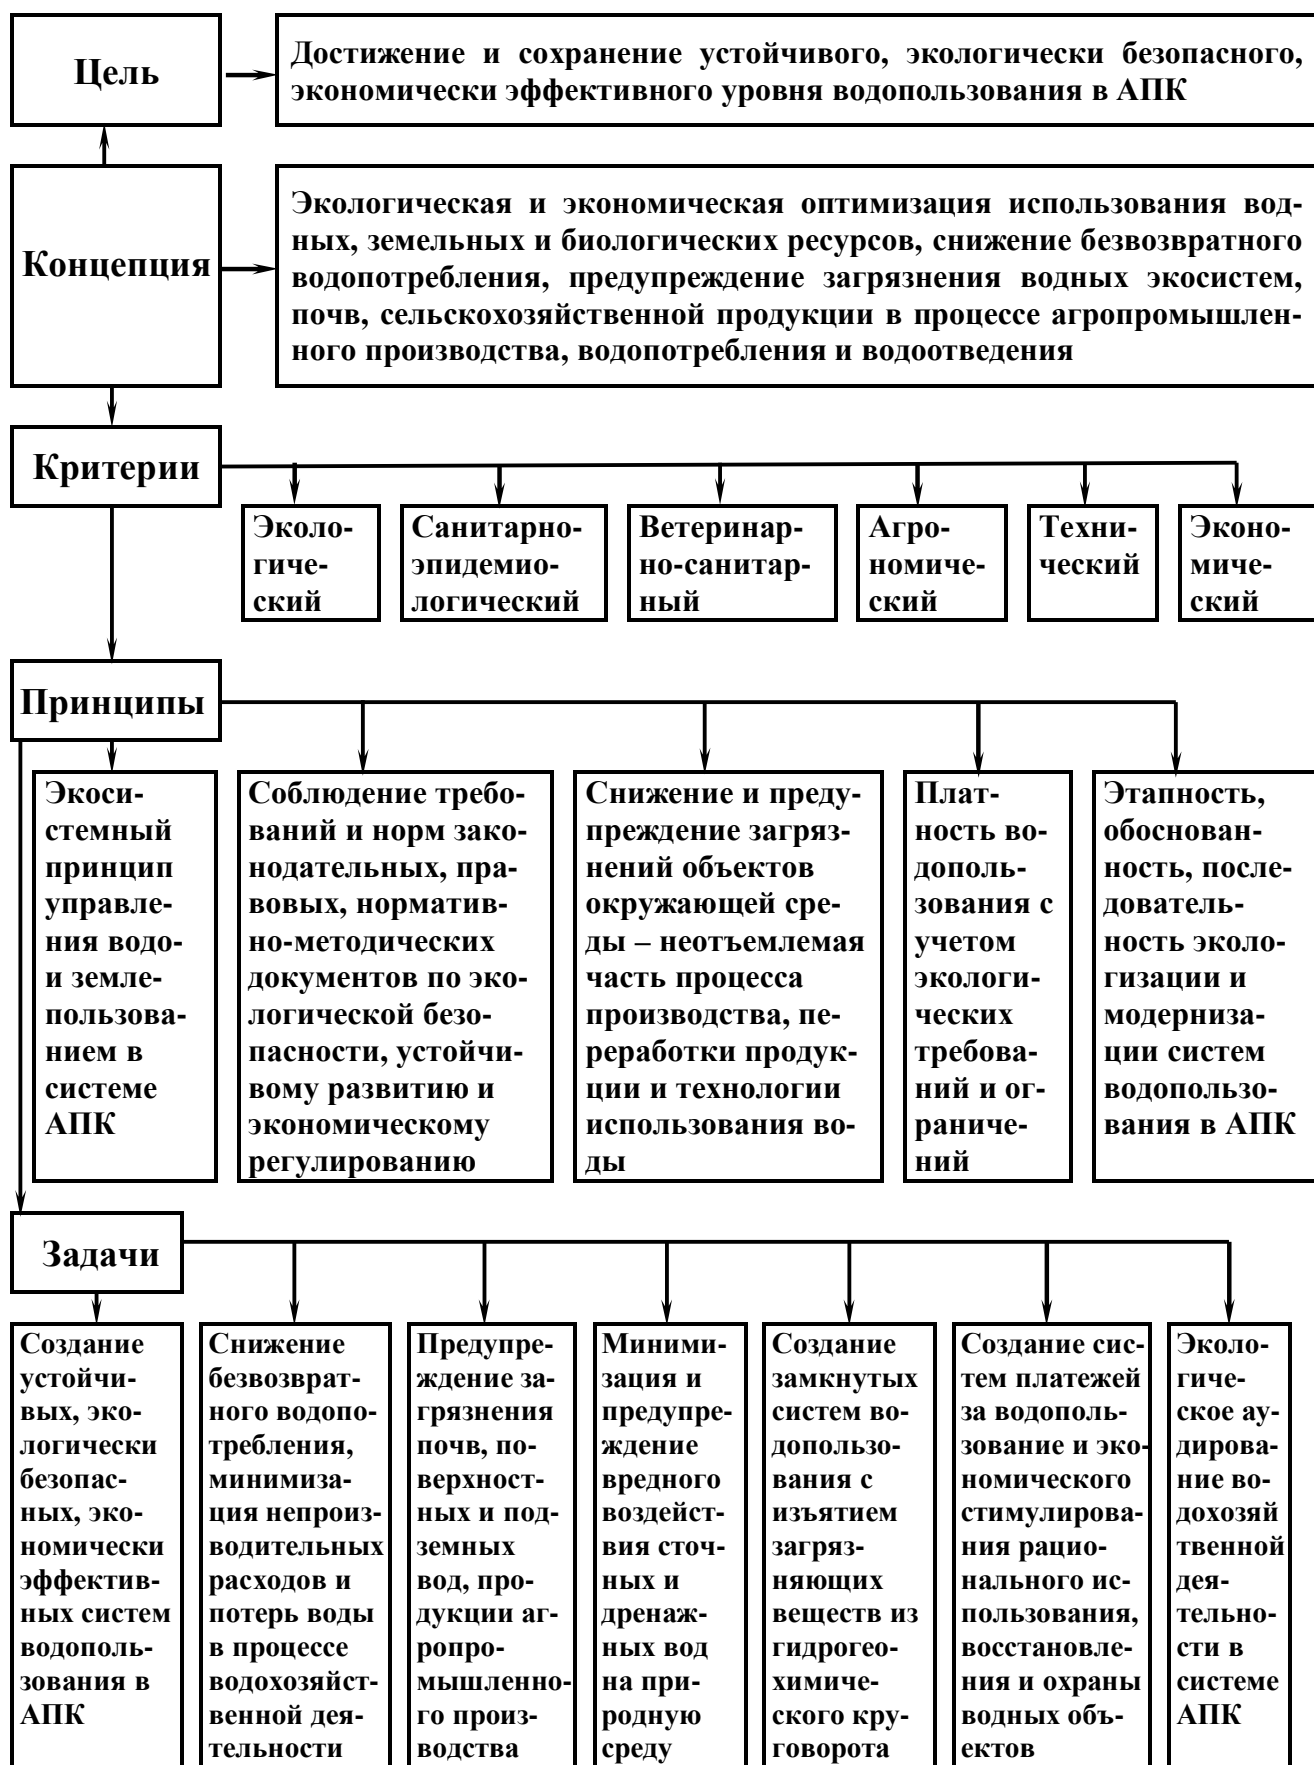 Цель
Достижение и сохранение устойчивого, экологически безопасного,
экономически эффективного уровня водопользования в АПК
Концепция
Экологическая и экономическая оптимизация использования вод-
ных, земельных и биологических ресурсов, снижение безвозвратного
водопотребления, предупреждение загрязнения водных экосистем,
почв, сельскохозяйственной продукции в процессе агропромышлен-
ного производства, водопотребления и водоотведения
Критерии
Эколо-
гиче-
ский
Санитарно-
эпидемио-
логический
Ветеринар-
но-санитар-
ный
Агро-
номиче-
ский
Техни-
ческий
Эконо-
миче-
ский
Принципы
Экоси-
стемный
принцип
управле-
ния водо-
и земле-
пользова-
нием в
системе
АПК
Соблюдение требо-
ваний и норм зако-
нодательных, пра-
вовых, норматив-
но-методических
документов по эко-
логической безо-
пасности, устойчи-
вому развитию и
экономическому
регулированию
Снижение и преду-
преждение загряз-
нений объектов
окружающей сре-
ды – неотъемлемая
часть процесса
производства, пе-
реработки продук-
ции и технологии
использования во-
ды
Плат-
ность во-
дополь-
зования с
учетом
экологи-
ческих
требова-
ний и ог-
раниче-
ний
Этапность,
обоснован-
ность, после-
дователь-
ность эколо-
гизации и
модерниза-
ции систем
водопользо-
вания в АПК
Задачи
Создание
устойчи-
вых, эко-
логически
безопас-
ных, эко-
номически
эффектив-
ных систем
водополь-
зования в
АПК
Снижение
безвозврат-
ного водопо-
требления,
минимиза-
ция непроиз-
водительных
расходов и
потерь воды
в процессе
водохозяйст-
венной дея-
тельности
Предупре-
ждение за-
грязнения
почв, по-
верхност-
ных и под-
земных
вод, про-
дукции аг-
ропро-
мышленно-
го произ-
водства
Миними-
зация и
предупре-
ждение
вредного
воздейст-
вия сточ-
ных и
дренаж-
ных вод
на при-
родную
среду
Создание
замкнутых
систем во-
допользо-
вания с
изъятием
загряз-
няющих
веществ из
гидрогео-
химиче-
ского кру-
говорота
Создание сис-
тем платежей
за водополь-
зование и эко-
номического
стимулирова-
ния рацио-
нального ис-
пользования,
восстановле-
ния и охраны
водных объ-
ектов
Эколо-
гиче-
ское ау-
дирова-
ние во-
дохозяй
твенной
дея-
тельно-
сти в
системе
АПК